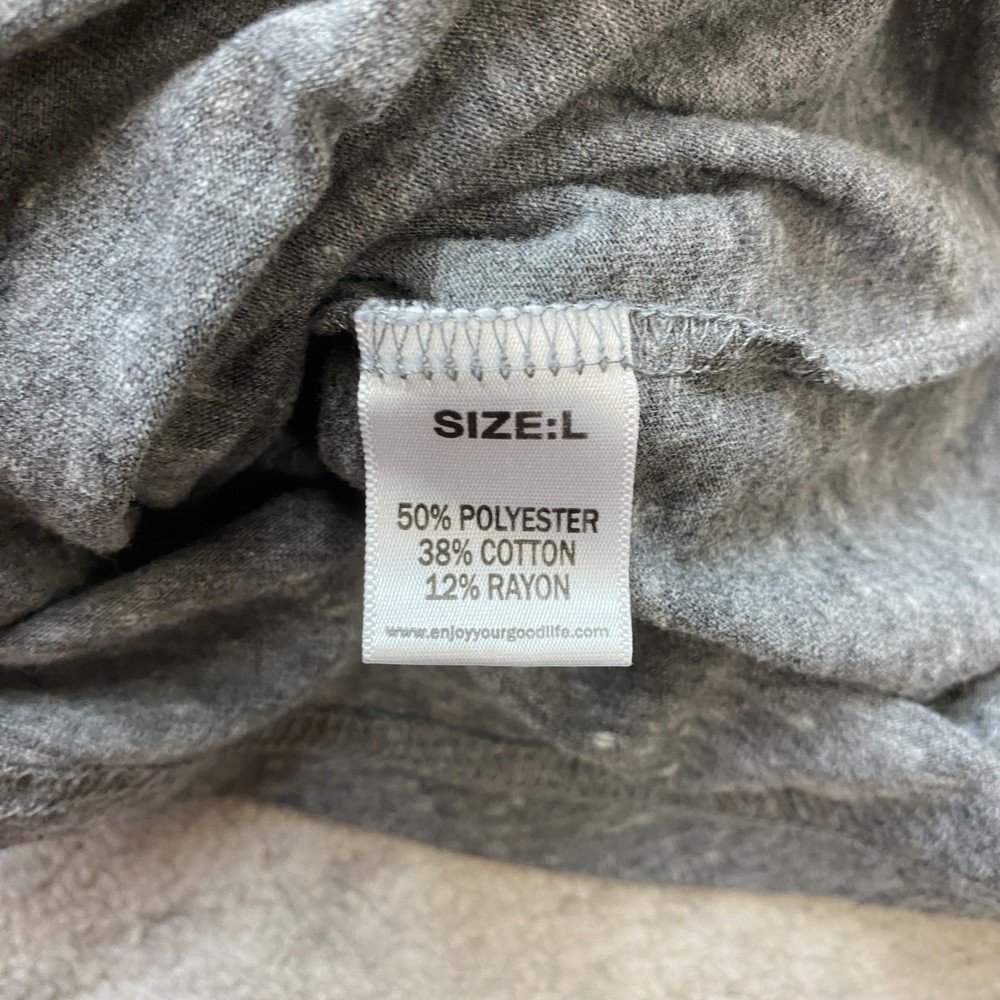 SIZE:L
50% POLYESTER
38% COTTON
12% RAYON
www.enjoyyourgoodlife.com